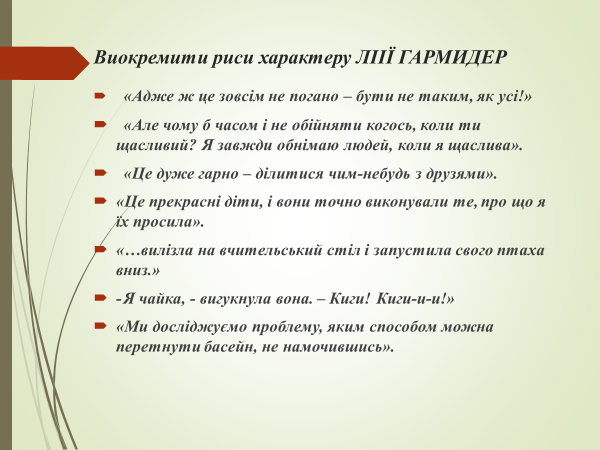 Виокремити риси характеру ЛІЇ ГАРМИДЕР
«Адже ж це зовсім не погано – бути не таким, як усі!»
«Але чому б часом і не обійняти когось, коли ти
щасливий? Я завжди обнімаю людей, коли я щаслива».
«Це дуже гарно – ділитися чим-небудь з друзями».
«Це прекрасні діти, і вони точно виконували те, про що я
їх просила».
«…вилізла на вчительський стіл і запустила свого птаха
вниз.»
-Я чайка, - вигукнула вона. – Киги! Киги-и-и!»
«Ми досліджуємо проблему, яким способом можна
перетнути басейн, не намочившись».